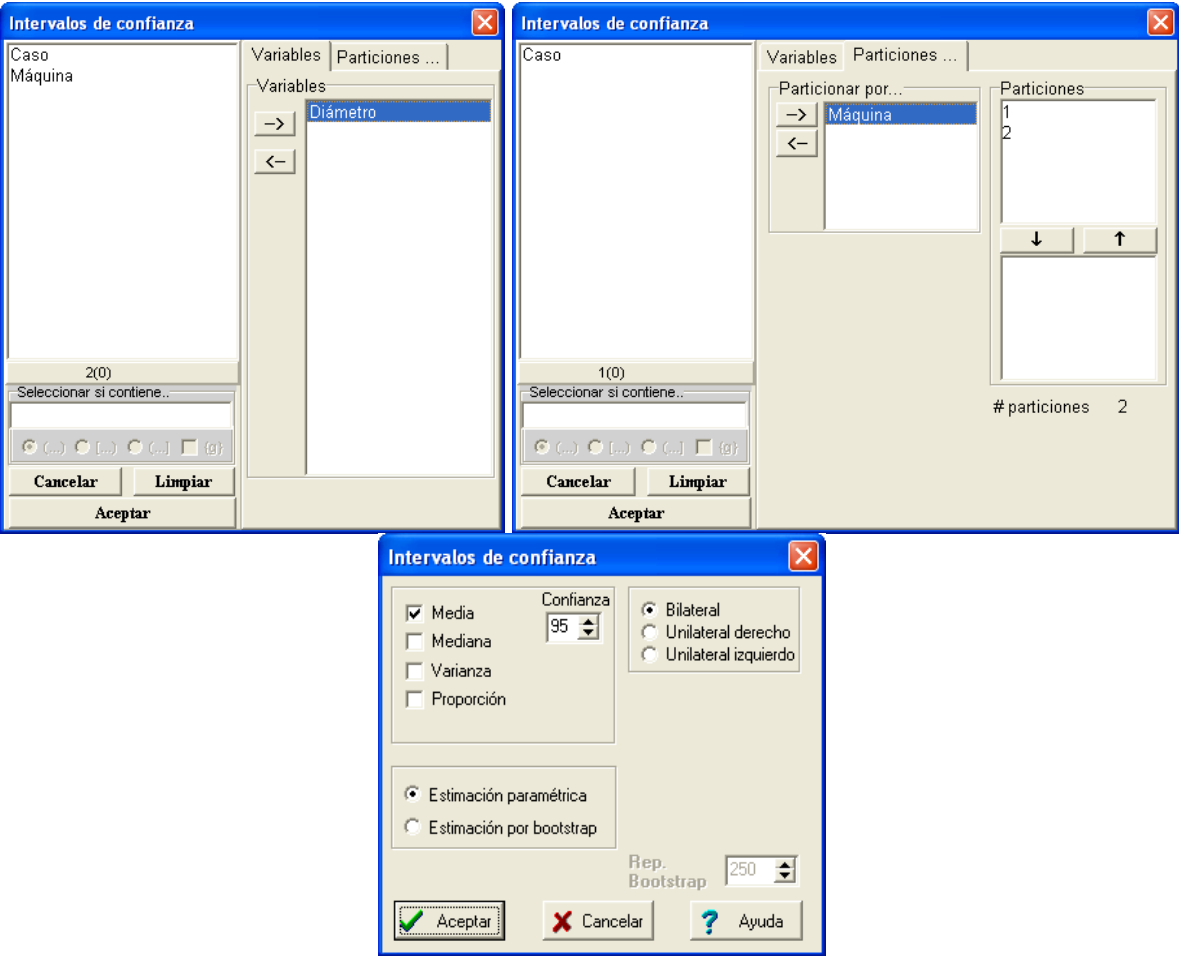 Intervalos de confianza
Caso
Máquina
2(0)
Seleccionar si contiene..
(...) [...) (...] {g}
Cancelar Limpiar
Aceptar
Variables Particiones ...
Variables
-->
<--
Diámetro
Intervalos de confianza
Caso
1(0)
Seleccionar si contiene..
(...) [...) (...] {g}
Cancelar Limpiar
Aceptar
Variables Particiones ...
Particionar por...
-->
<--
Máquina
Particiones
1
2
↓ ↑
# particiones 2
Intervalos de confianza
Media
Mediana
Varianza
Proporción
Confianza
95
Bilateral
Unilateral derecho
Unilateral izquierdo
Estimación paramétrica
Estimación por bootstrap
Rep.
Bootstrap
250
Aceptar Cancelar ? Ayuda